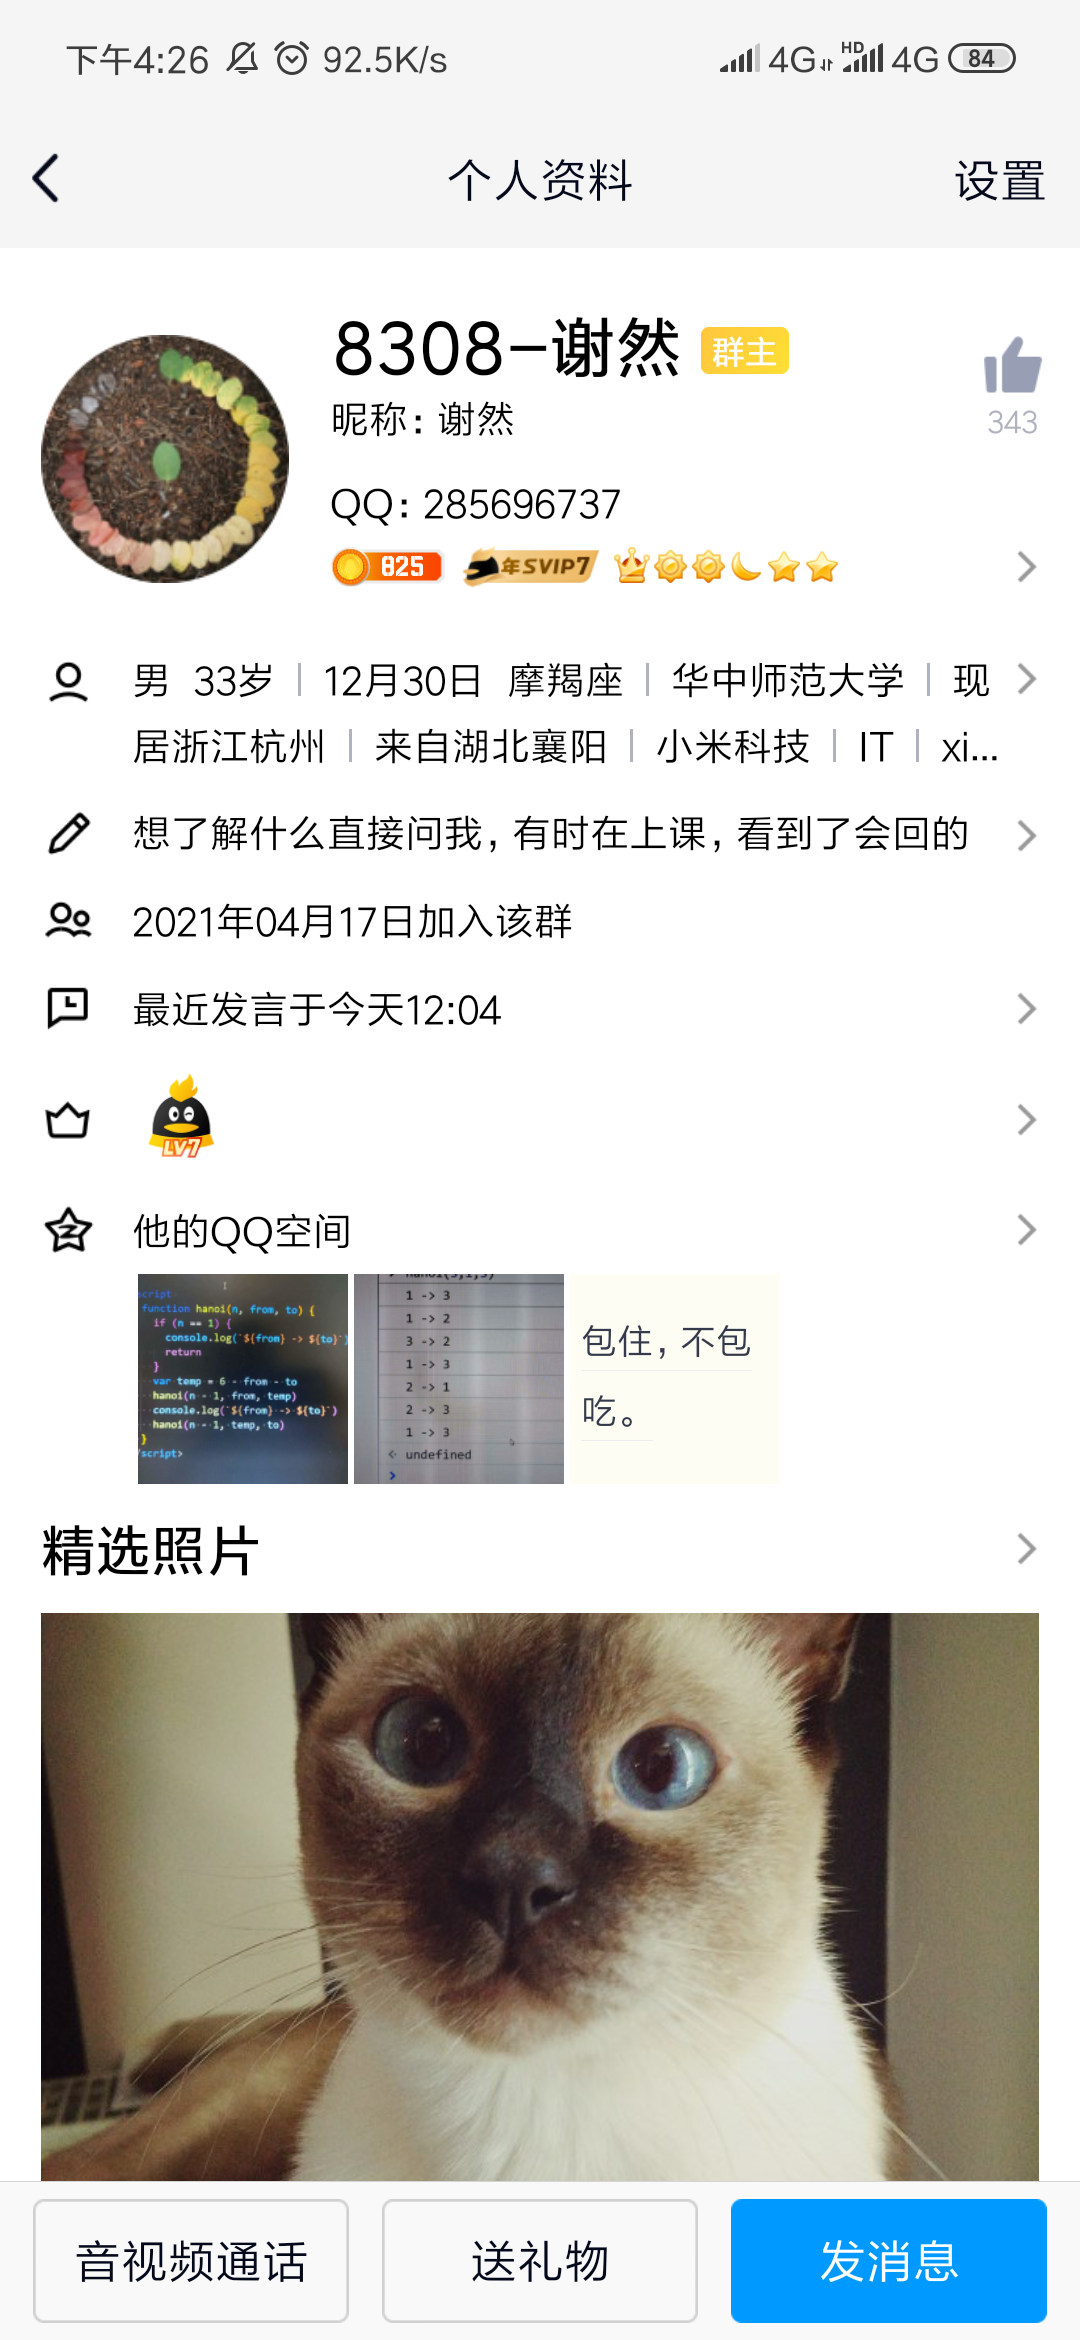 下午4:26 92.5K/s 4G HD 4G 84
个人资料 设置
8308-谢然 群主
343
昵称: 谢然
QQ: 285696737
825 年SVIP7
男 33岁 | 12月30日 摩羯座 | 华中师范大学 | 现
居浙江杭州 | 来自湖北襄阳 | 小米科技 | IT | xi...
想了解什么直接问我, 有时在上课, 看到了会回的
2021年04月17日加入该群
最近发言于今天12:04
LV7
他的QQ空间
script
function hanoi(n, from, to) {
if (n == 1) {
console.log(`${from} -> ${to}`)
return
}
var temp = 6 - from - to
hanoi(n - 1, from, temp)
console.log(`${from} -> ${to}`)
hanoi(n - 1, temp, to)
}
/script>
hanoi(3,1,3)
1 -> 3
1 -> 2
3 -> 2
1 -> 3
2 -> 1
2 -> 3
1 -> 3
undefined
包住, 不包
吃。
精选照片
音视频通话 送礼物 发消息